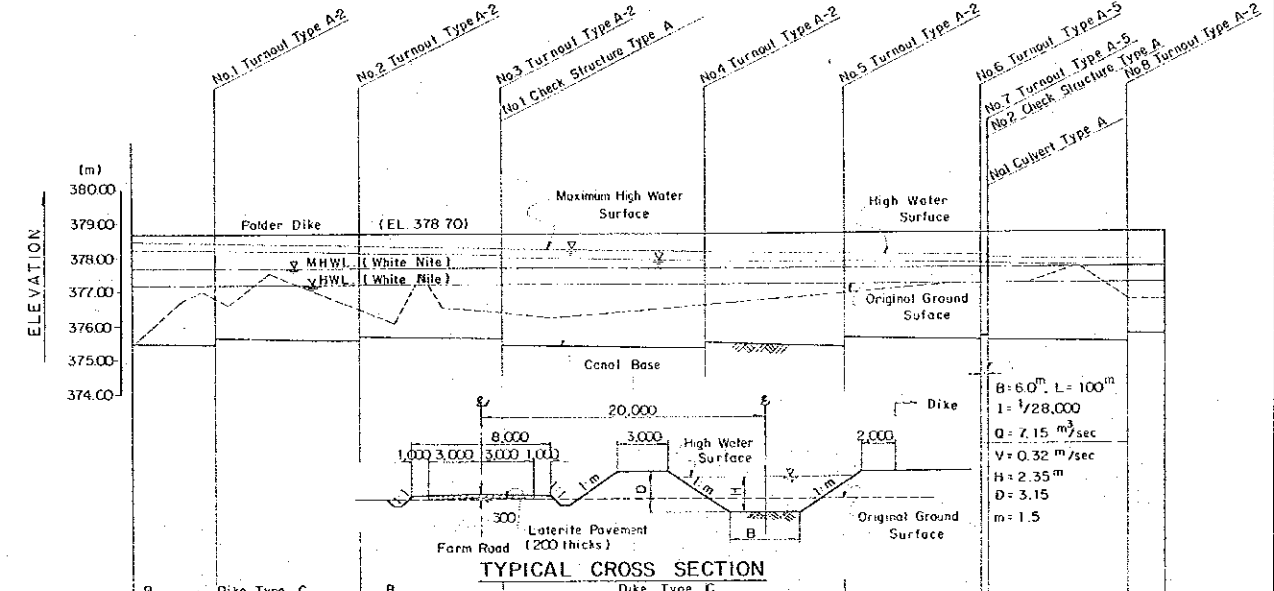 No.1 Turnout Type A-2
No.2 Turnout Type A-2
No.3 Turnout Type A-2
No1 Check Structure Type A
No.4 Turnout Type A-2
No.5 Turnout Type A-2
No.6 Turnout Type A-5
No.7 Turnout Type A-5
No.2 Check Structure Type A
No.8 Turnout Type A-2
No1 Culvert Type A
(m)
380.00
379.00
378.00
377.00
376.00
375.00
374.00
ELEVATION
Polder Dike (EL. 378 70)
Maximum High Water
Surface
High Water
Surface
MHWL. (White Nile)
HWL. (White Nile)
Original Ground
Suface
Canal Base
B=6.0m, L=100m
I=1/28,000
Q=7.15 m3/sec
V=0.32 m/sec
H=2.35m
D=3.15
m=1.5
20,000
Dike
8,000
3,000
2,000
1,000 3,000 3,000 1,000
High Water
Surface
1:m
1:m
1:m
D
H
B
300
Laterite Pavement
(200 thicks)
Farm Road
Original Ground
Surface
TYPICAL CROSS SECTION
Dike Type C
B
Dike Type C